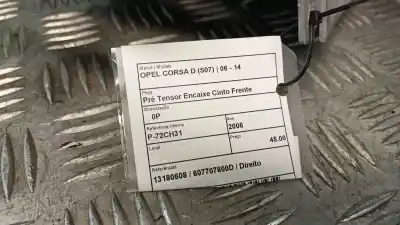 Marca / Modelo
OPEL CORSA D (S07) | 06 - 14
Peça
Pré Tensor Encaixe Cinto Frente
Motorização
0P
Referência Interna
P-72CH31
Ano
2006
Local
Preço
45.00
Referências
13180608 / 607707800D / Direito